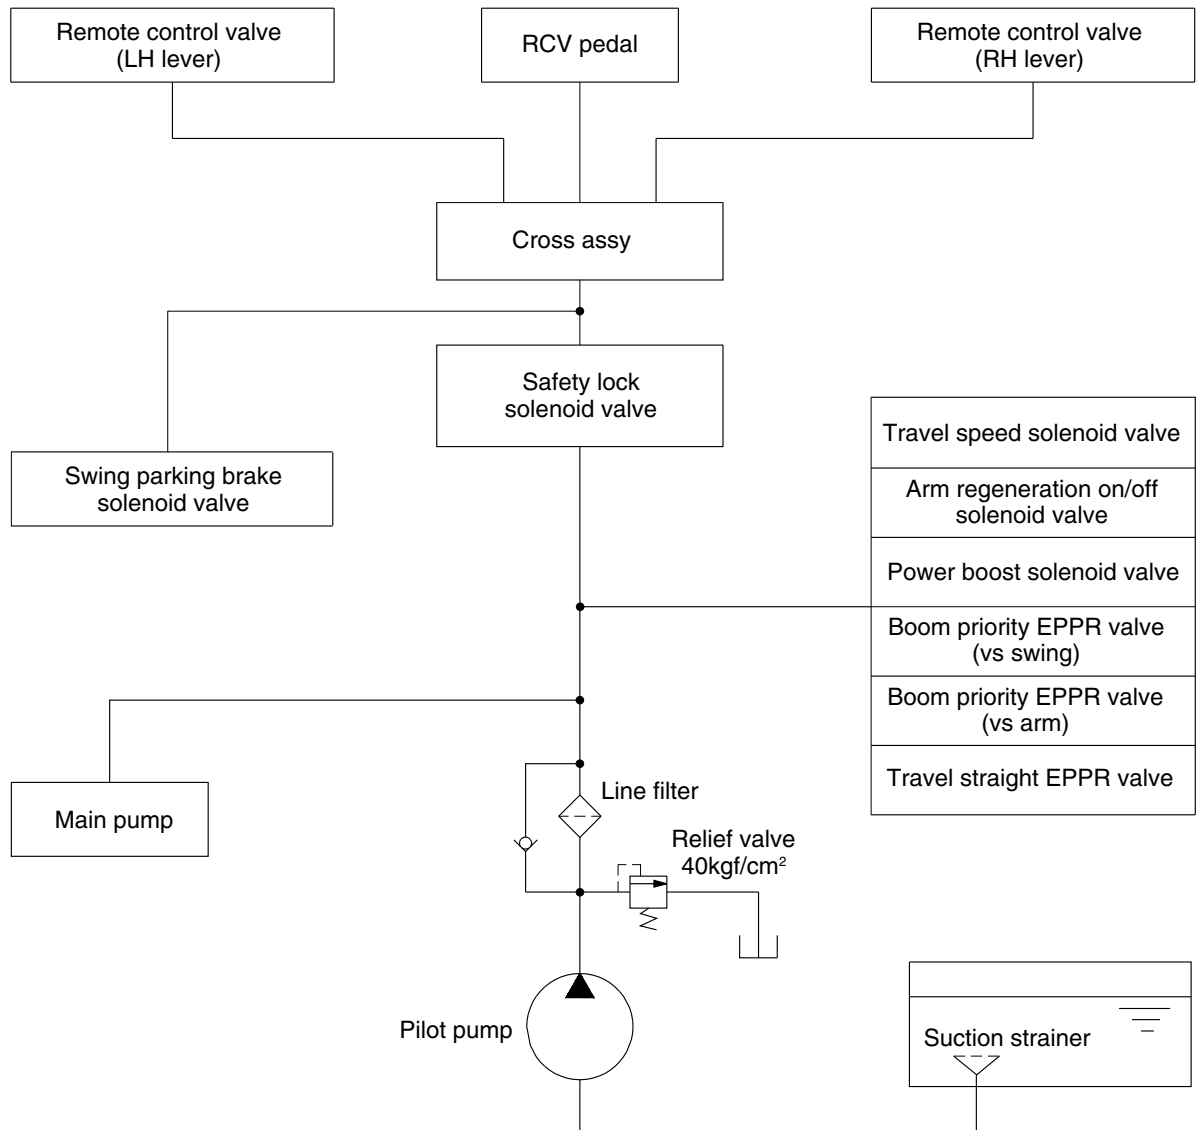 Remote control valve
(LH lever)
RCV pedal
Remote control valve
(RH lever)
Cross assy
Safety lock
solenoid valve
Swing parking brake
solenoid valve
Travel speed solenoid valve
Arm regeneration on/off
solenoid valve
Power boost solenoid valve
Boom priority EPPR valve
(vs swing)
Boom priority EPPR valve
(vs arm)
Travel straight EPPR valve
Main pump
Line filter
Relief valve
40kgf/cm²
Pilot pump
Suction strainer